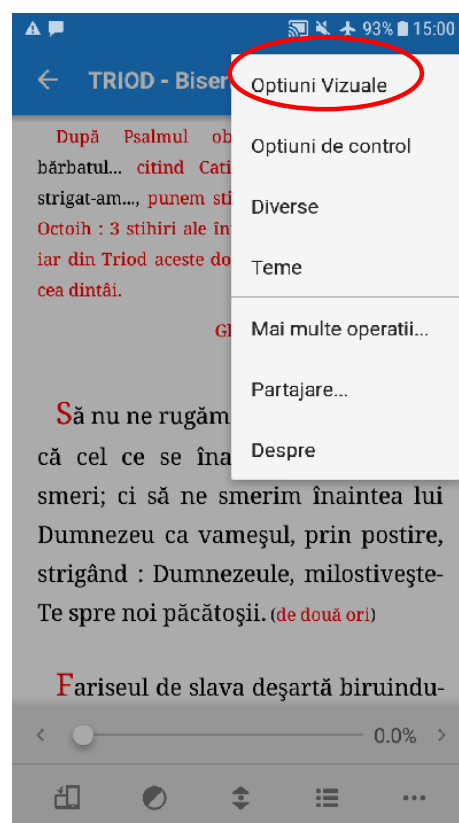 93% 15:00
TRIOD - Biser
Optiuni Vizuale
Optiuni de control
Diverse
Teme
Mai multe operatii...
Partajare...
Despre
După Psalmul ob
bărbatul... citind Cati
strigat-am..., punem sti
Octoih : 3 stihiri ale în
iar din Triod aceste do
cea dintâi.
Gl
Să nu ne rugăm
că cel ce se îna
smeri; ci să ne smerim înaintea lui
Dumnezeu ca vameşul, prin postire,
strigând : Dumnezeule, milostiveşte-
Te spre noi păcătoşii. (de două ori)
Fariseul de slava deşartă biruindu-
0.0%